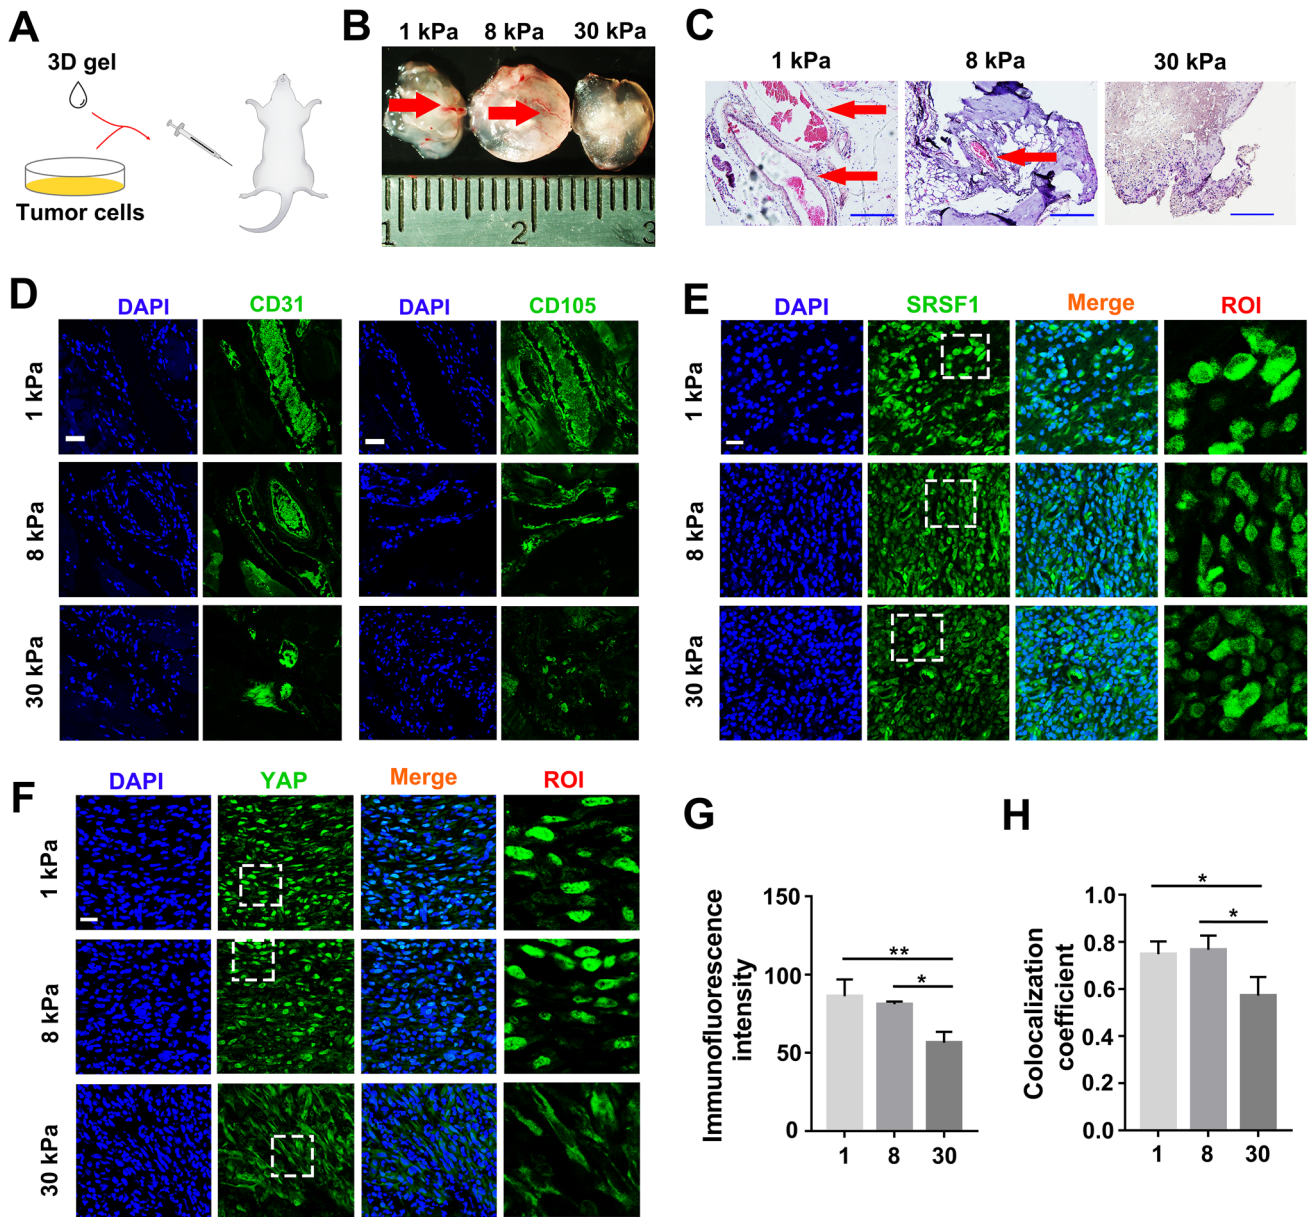 A
3D gel
Tumor cells
B
1 kPa 8 kPa 30 kPa
1 2 3
C
1 kPa 8 kPa 30 kPa
D
DAPI CD31 DAPI CD105
1 kPa
8 kPa
30 kPa
E
DAPI SRSF1 Merge ROI
1 kPa
8 kPa
30 kPa
F
DAPI YAP Merge ROI
1 kPa
8 kPa
30 kPa
G
Immunofluorescence
intensity
150
100
50
0
**
*
1 8 30
H
Colocalization
coefficient
1.0
0.8
0.6
0.4
0.2
0.0
*
*
1 8 30